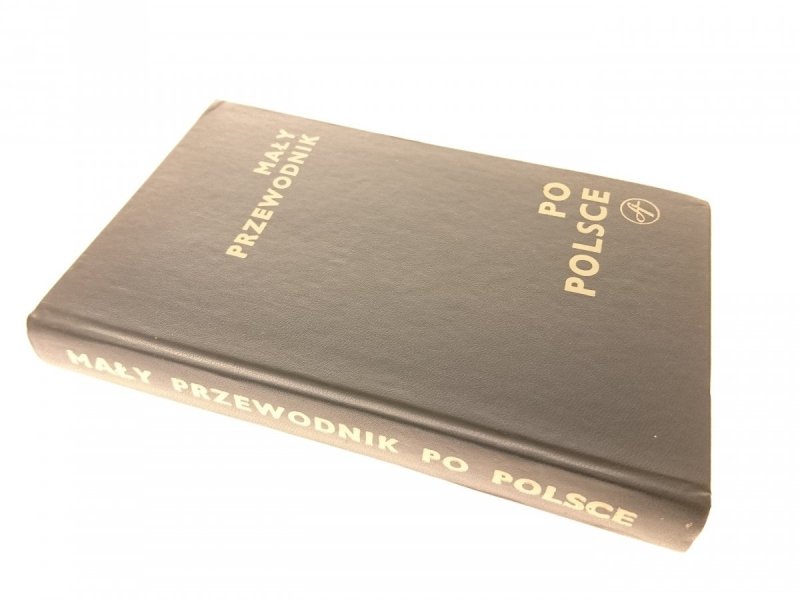 MAŁY
PRZEWODNIK
PO
POLSCE
MAŁY PRZEWODNIK PO POLSCE